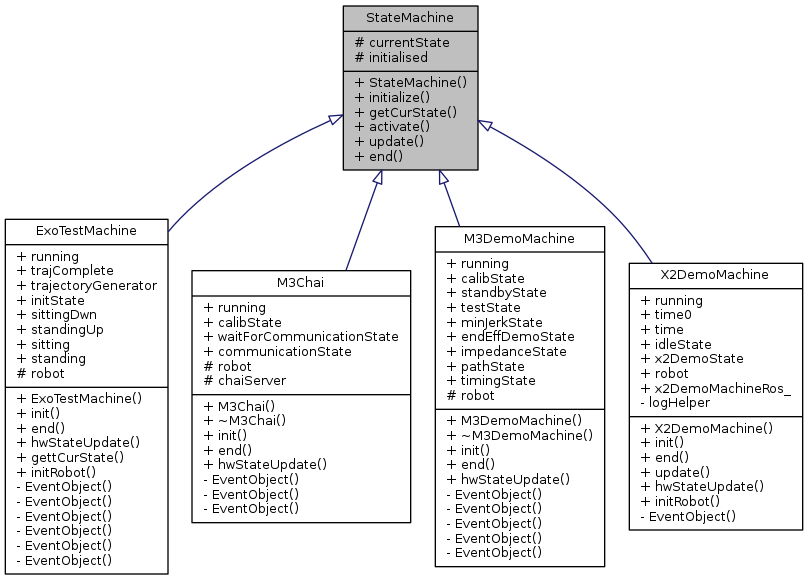 StateMachine
# currentState
# initialised
+ StateMachine()
+ initialize()
+ getCurState()
+ activate()
+ update()
+ end()
ExoTestMachine
+ running
+ trajComplete
+ trajectoryGenerator
+ initState
+ sittingDwn
+ standingUp
+ sitting
+ standing
# robot
+ ExoTestMachine()
+ init()
+ end()
+ hwStateUpdate()
+ gettCurState()
+ initRobot()
- EventObject()
- EventObject()
- EventObject()
- EventObject()
- EventObject()
- EventObject()
M3Chai
+ running
+ calibState
+ waitForCommunicationState
+ communicationState
# robot
# chaiServer
+ M3Chai()
+ ~M3Chai()
+ init()
+ end()
+ hwStateUpdate()
- EventObject()
- EventObject()
- EventObject()
M3DemoMachine
+ running
+ calibState
+ standbyState
+ testState
+ minJerkState
+ endEffDemoState
+ impedanceState
+ pathState
+ timingState
# robot
+ M3DemoMachine()
+ ~M3DemoMachine()
+ init()
+ end()
+ hwStateUpdate()
- EventObject()
- EventObject()
- EventObject()
- EventObject()
- EventObject()
X2DemoMachine
+ running
+ time0
+ time
+ idleState
+ x2DemoState
+ robot
+ x2DemoMachineRos_
- logHelper
+ X2DemoMachine()
+ init()
+ end()
+ update()
+ hwStateUpdate()
+ initRobot()
- EventObject()